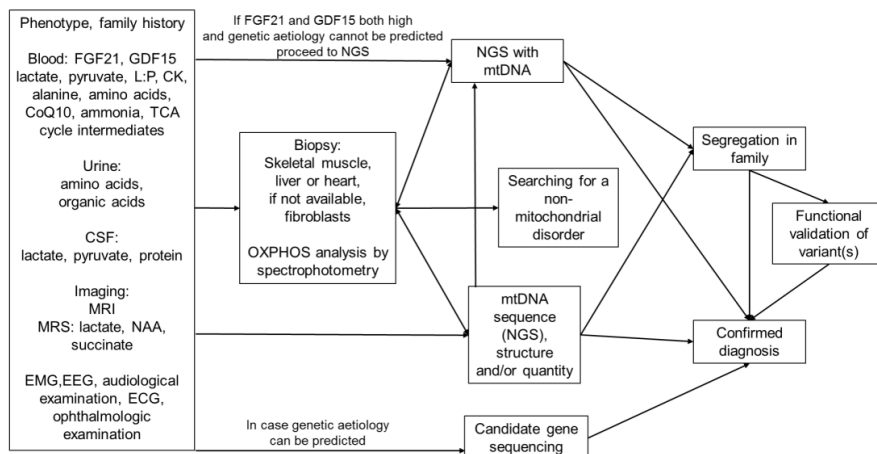 Phenotype, family history
Blood: FGF21, GDF15
lactate, pyruvate, L:P, CK,
alanine, amino acids,
CoQ10, ammonia, TCA
cycle intermediates
Urine:
amino acids,
organic acids
CSF:
lactate, pyruvate, protein
Imaging:
MRI
MRS: lactate, NAA,
succinate
EMG,EEG, audiological
examination, ECG,
ophthalmologic
examination
If FGF21 and GDF15 both high
and genetic aetiology cannot be predicted
proceed to NGS
Biopsy:
Skeletal muscle,
liver or heart,
if not available,
fibroblasts
OXPHOS analysis by
spectrophotometry
In case genetic aetiology
can be predicted
NGS with
mtDNA
Searching for a
non-
mitochondrial
disorder
mtDNA
sequence
(NGS),
structure
and/or quantity
Candidate gene
sequencing
Segregation in
family
Functional
validation of
variant(s)
Confirmed
diagnosis